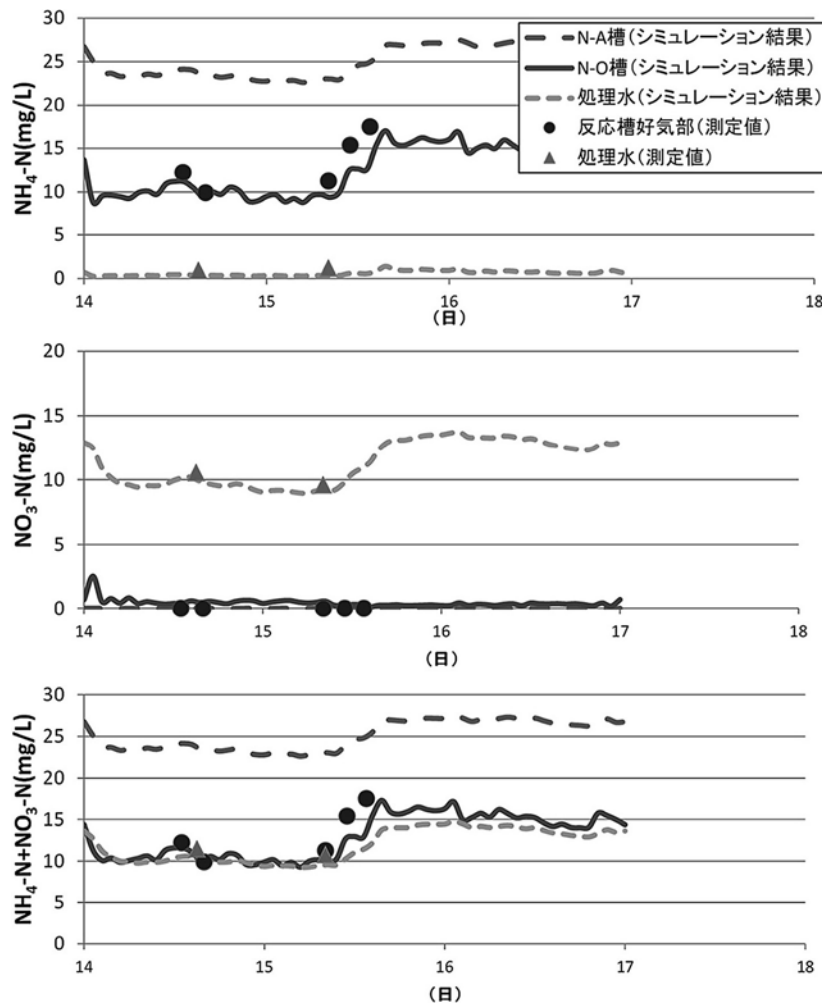 30
25
20
15
10
5
0
NH₄-N(mg/L)
N-A槽(シミュレーション結果)
N-O槽(シミュレーション結果)
処理水(シミュレーション結果)
反応槽好気部(測定値)
処理水(測定値)
14 15 16 17 18
(日)
20
15
10
5
0
NO₃-N(mg/L)
14 15 16 17 18
(日)
30
25
20
15
10
5
0
NH₄-N+NO₃-N(mg/L)
14 15 16 17 18
(日)